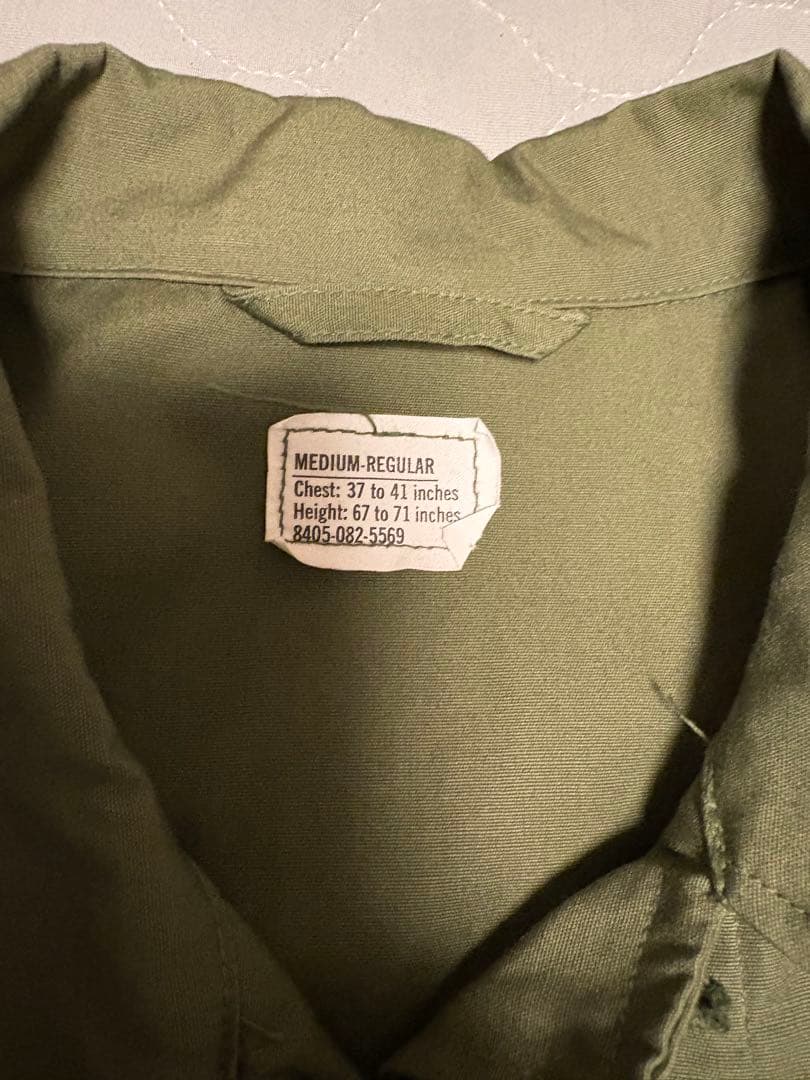 MEDIUM-REGULAR
Chest: 37 to 41 inches
Height: 67 to 71 inches
8405-082-5569